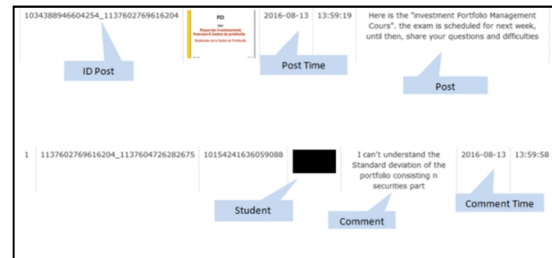 1034388946604254_1137602769616204
FCI
2016-08-13
13:59:19
Here is the "investment Portfolio Management
Cours". the exam is scheduled for next week,
until then, share your questions and difficulties
ID Post
Post Time
Post
1
1137602769616204_1137604726282675
10154241636059088
I can't understand the
Standard deviation of the
portfolio consisting n
securities part
2016-08-13
13:59:58
Student
Comment
Comment Time